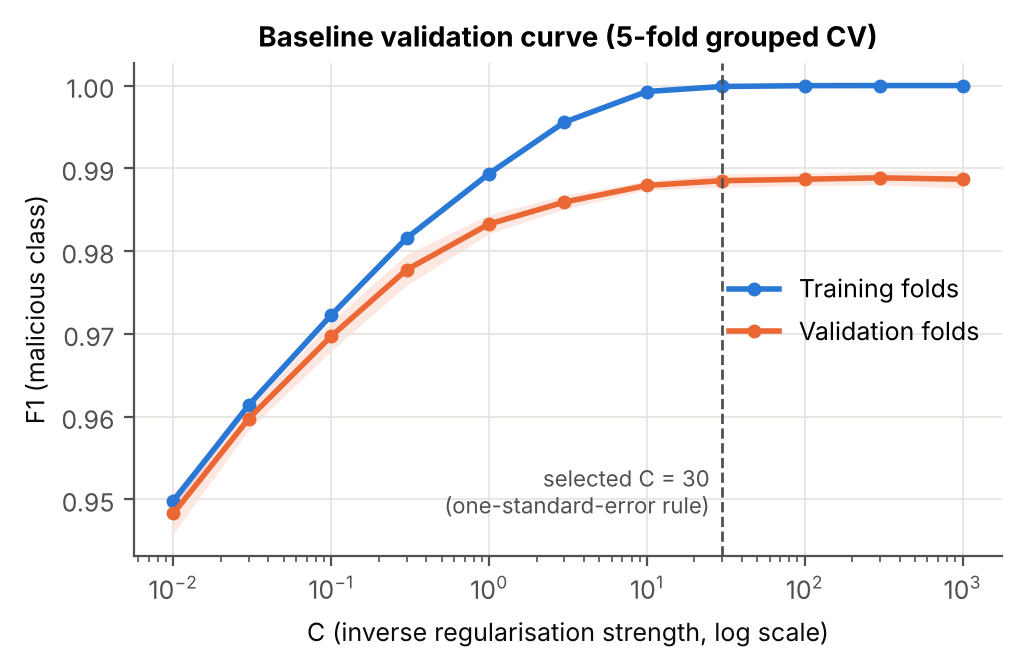 Baseline validation curve (5-fold grouped CV)
F1 (malicious class)
1.00
0.99
0.98
0.97
0.96
0.95
Training folds
Validation folds
selected C = 30
(one-standard-error rule)
10⁻² 10⁻¹ 10⁰ 10¹ 10² 10³
C (inverse regularisation strength, log scale)